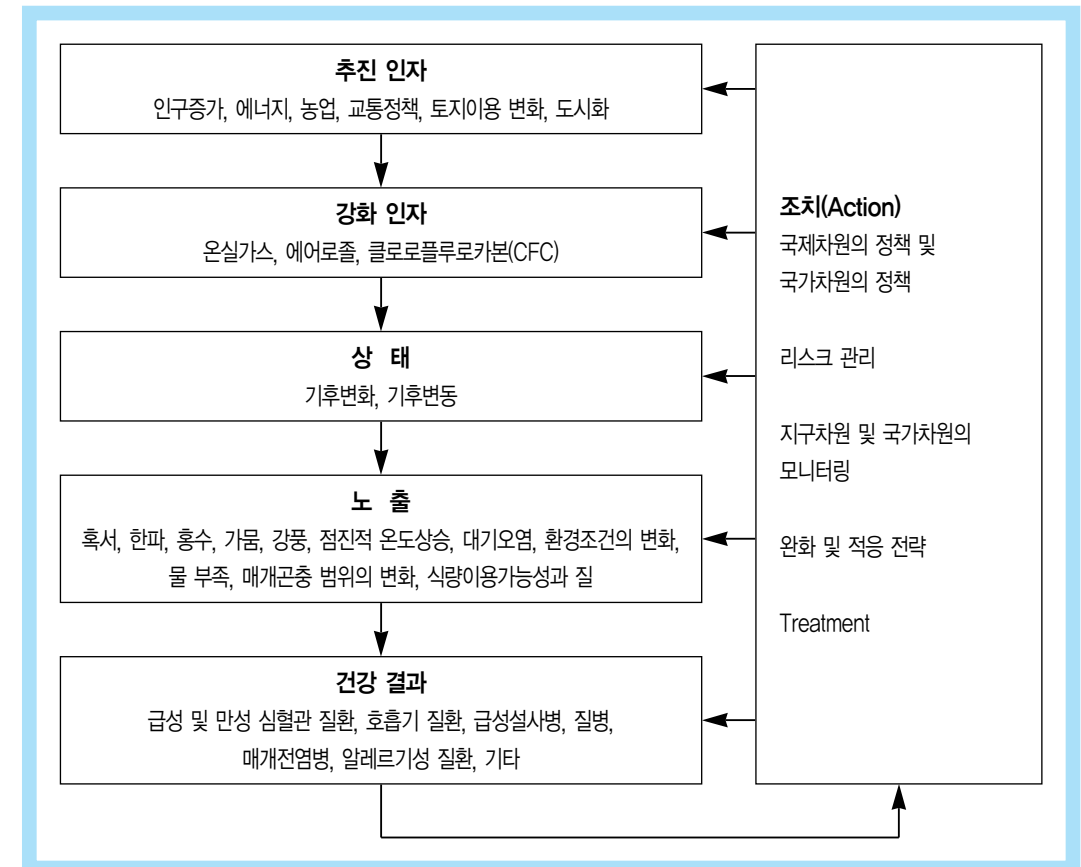 추진 인자
인구증가, 에너지, 농업, 교통정책, 토지이용 변화, 도시화
강화 인자
온실가스, 에어로졸, 클로로플루로카본(CFC)
상 태
기후변화, 기후변동
노 출
혹서, 한파, 홍수, 가뭄, 강풍, 점진적 온도상승, 대기오염, 환경조건의 변화,
물 부족, 매개곤충 범위의 변화, 식량이용가능성과 질
건강 결과
급성 및 만성 심혈관 질환, 호흡기 질환, 급성설사병, 질병,
매개전염병, 알레르기성 질환, 기타
조치(Action)
국제차원의 정책 및
국가차원의 정책
리스크 관리
지구차원 및 국가차원의
모니터링
완화 및 적응 전략
Treatment